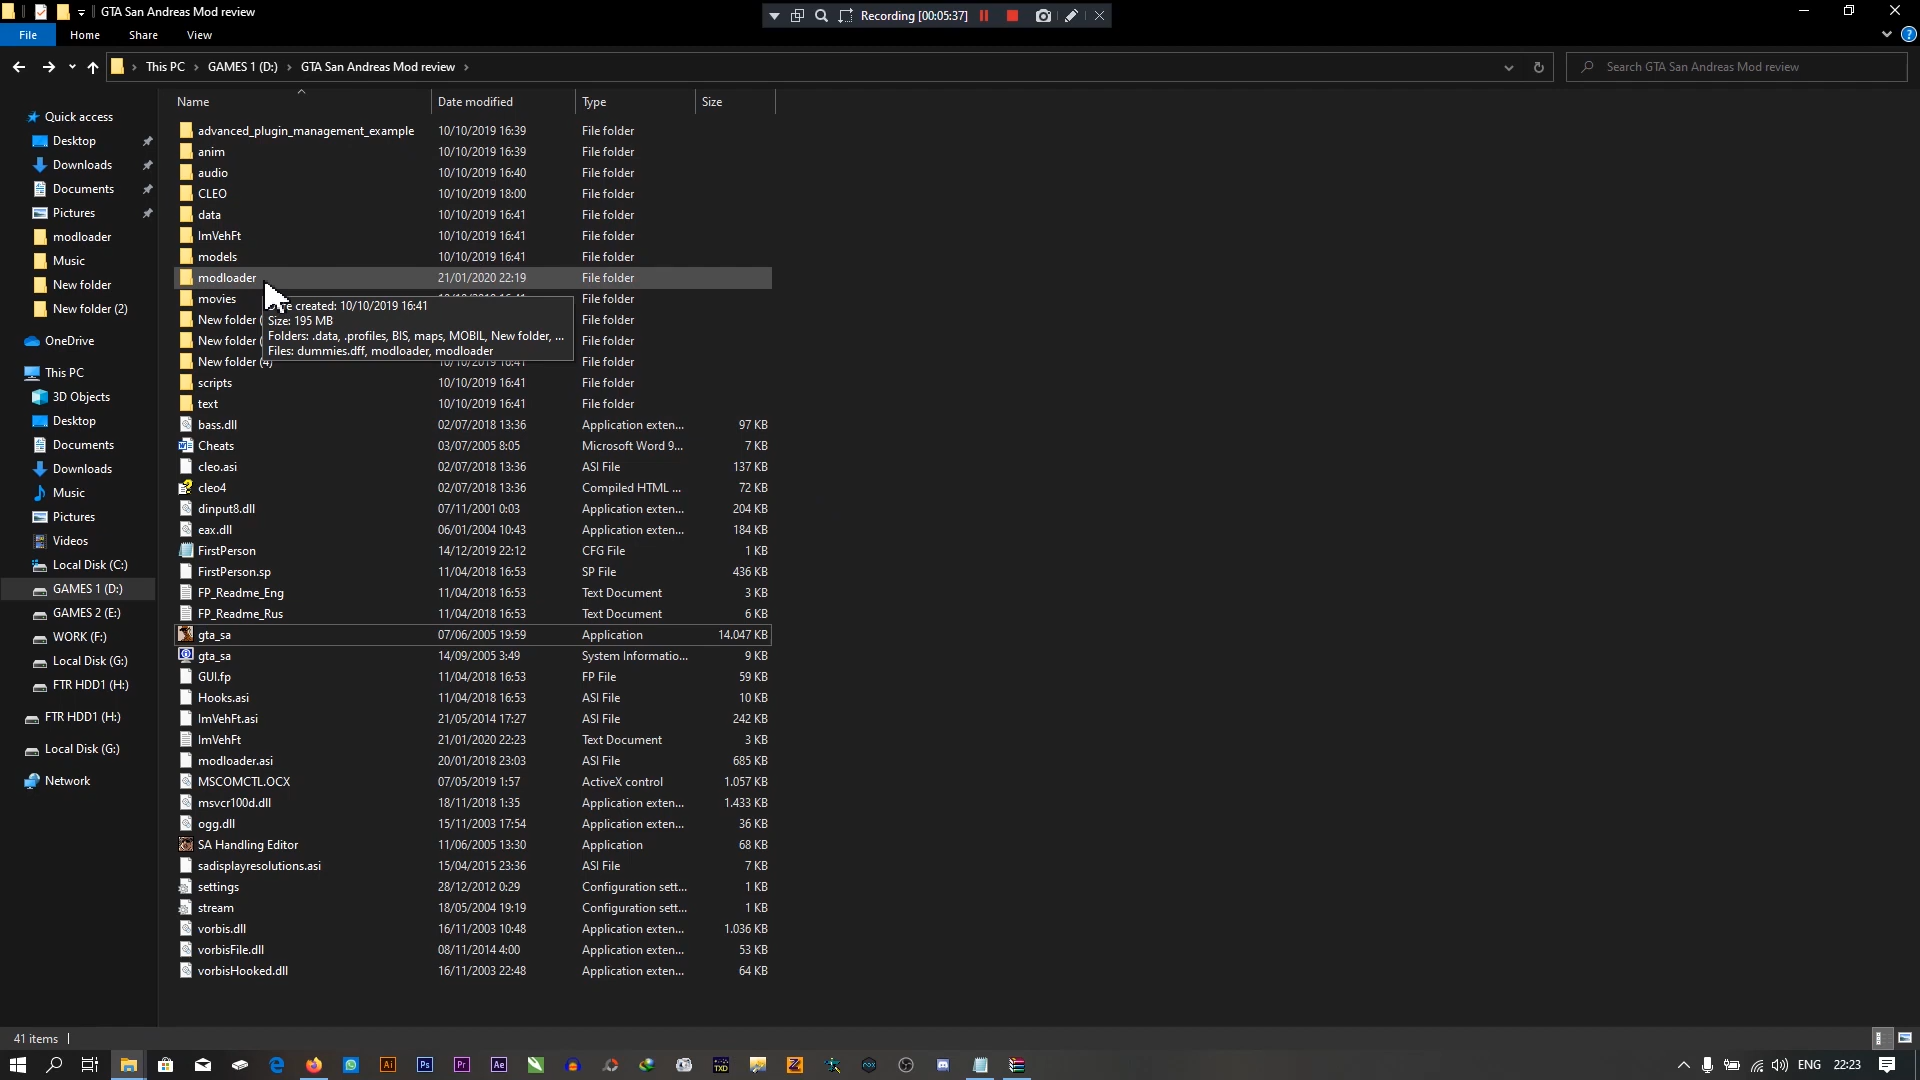 GTA San Andreas Mod review
Recording [00:05:37]
File Home Share View
This PC GAMES 1 (D:) GTA San Andreas Mod review
Search GTA San Andreas Mod review
Name Date modified Type Size
Quick access
Desktop
Downloads
Documents
Pictures
modloader
Music
New folder
New folder (2)
OneDrive
This PC
3D Objects
Desktop
Documents
Downloads
Music
Pictures
Videos
Local Disk (C:)
GAMES 1 (D:)
GAMES 2 (E:)
WORK (F:)
Local Disk (G:)
FTR HDD1 (H:)
FTR HDD1 (H:)
Local Disk (G:)
Network
advanced_plugin_management_example 10/10/2019 16:39 File folder
anim 10/10/2019 16:39 File folder
audio 10/10/2019 16:40 File folder
CLEO 10/10/2019 18:00 File folder
data 10/10/2019 16:41 File folder
ImVehFt 10/10/2019 16:41 File folder
models 10/10/2019 16:41 File folder
modloader 21/01/2020 22:19 File folder
movies File folder
created: 10/10/2019 16:41
New folder File folder
Size: 195 MB
Folders: .data, .profiles, BIS, maps, MOBIL, New folder, ...
New folder File folder
Files: dummies.dff, modloader, modloader
New folder (4) 10/10/2019 16:41 File folder
scripts 10/10/2019 16:41 File folder
text 10/10/2019 16:41 File folder
bass.dll 02/07/2018 13:36 Application exten... 97 KB
Cheats 03/07/2005 8:05 Microsoft Word 9... 7 KB
cleo.asi 02/07/2018 13:36 ASI File 137 KB
cleo4 02/07/2018 13:36 Compiled HTML ... 72 KB
dinput8.dll 07/11/2001 0:03 Application exten... 204 KB
eax.dll 06/01/2004 10:43 Application exten... 184 KB
FirstPerson 14/12/2019 22:12 CFG File 1 KB
FirstPerson.sp 11/04/2018 16:53 SP File 436 KB
FP_Readme_Eng 11/04/2018 16:53 Text Document 3 KB
FP_Readme_Rus 11/04/2018 16:53 Text Document 6 KB
gta_sa 07/06/2005 19:59 Application 14.047 KB
gta_sa 14/09/2005 3:49 System Informatio... 9 KB
GUI.fp 11/04/2018 16:53 FP File 59 KB
Hooks.asi 11/04/2018 16:53 ASI File 10 KB
ImVehFt.asi 21/05/2014 17:27 ASI File 242 KB
ImVehFt 21/01/2020 22:23 Text Document 3 KB
modloader.asi 20/01/2018 23:03 ASI File 685 KB
MSCOMCTL.OCX 07/05/2019 1:57 ActiveX control 1.057 KB
msvcr100d.dll 18/11/2018 1:35 Application exten... 1.433 KB
ogg.dll 15/11/2003 17:54 Application exten... 36 KB
SA Handling Editor 11/06/2005 13:30 Application 68 KB
sadisplayresolutions.asi 15/04/2015 23:36 ASI File 7 KB
settings 28/12/2012 0:29 Configuration sett... 1 KB
stream 18/05/2004 19:19 Configuration sett... 1 KB
vorbis.dll 16/11/2003 10:48 Application exten... 1.036 KB
vorbisFile.dll 08/11/2014 4:00 Application exten... 53 KB
vorbisHooked.dll 16/11/2003 22:48 Application exten... 64 KB
41 items
Ai Ps Pr Ae TXD ENG 22:23